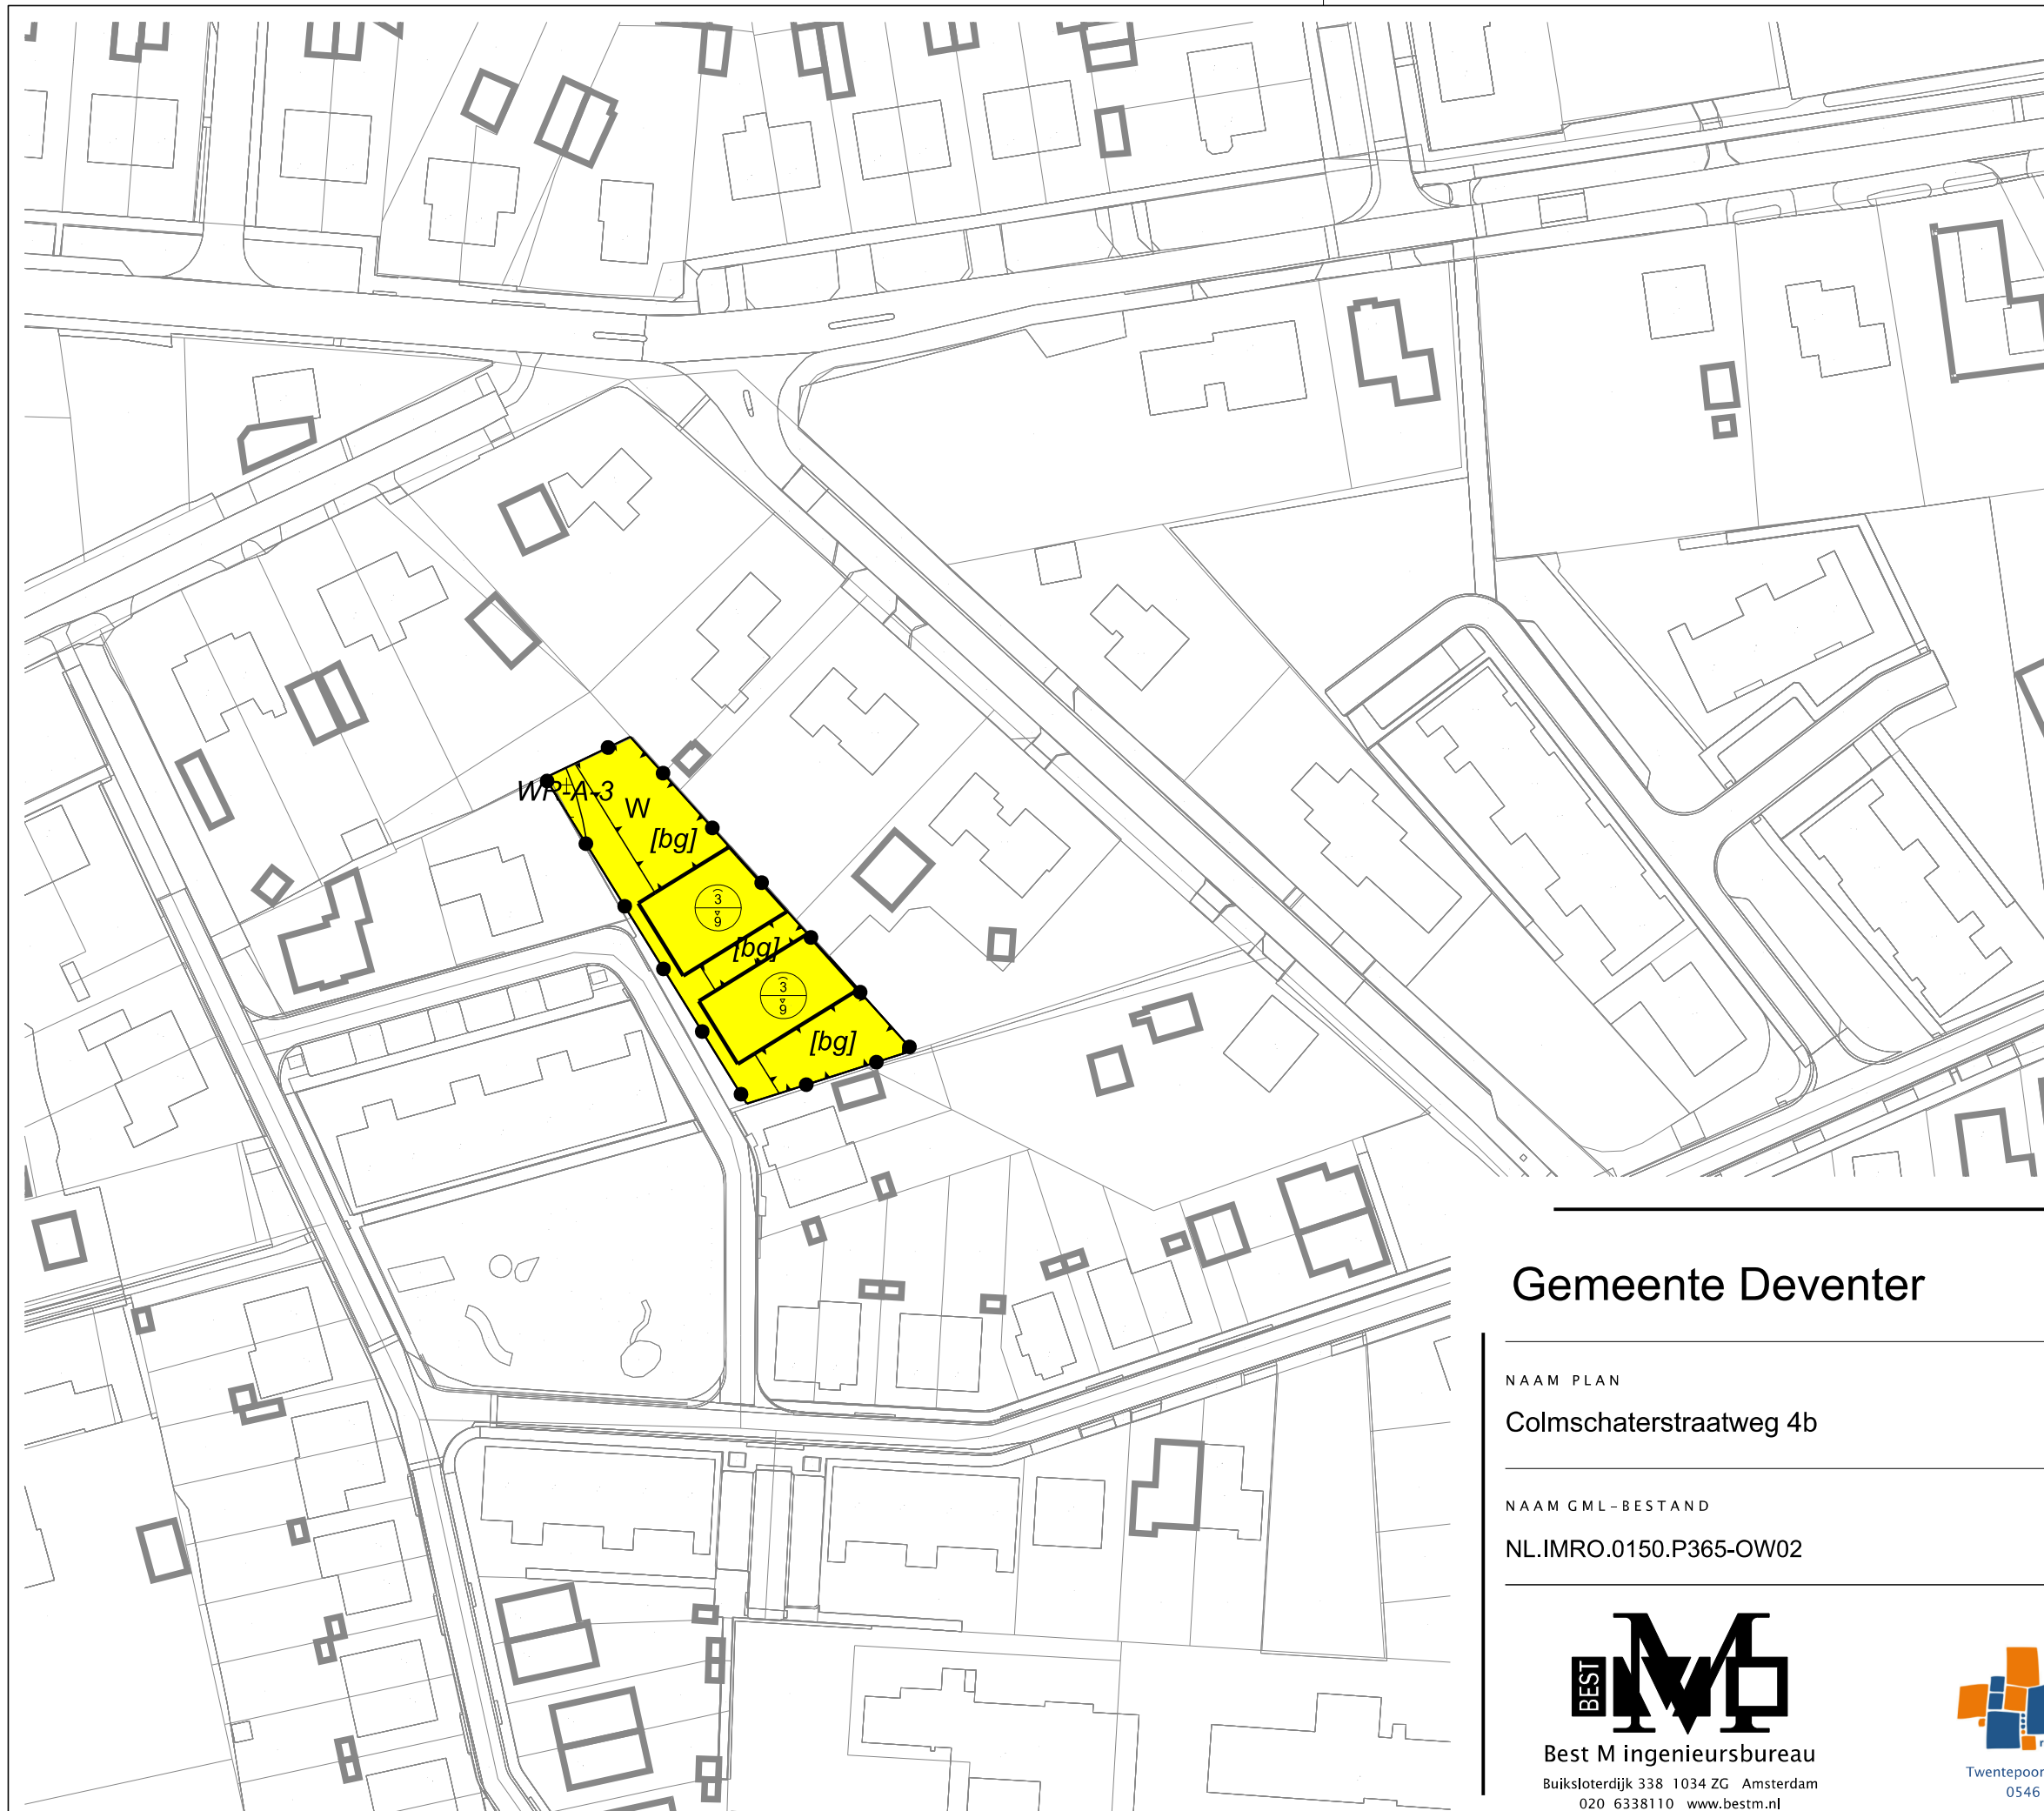 WP-A-3
W
[bg]
3
9
[bg]
3
9
[bg]
Gemeente Deventer
NAAM PLAN
Colmschaterstraatweg 4b
NAAM GML-BESTAND
NL.IMRO.0150.P365-OW02
BEST
M
Best M ingenieursbureau
Buiksloterdijk 338 1034 ZG Amsterdam
020 6338110 www.bestm.nl
Twentepoor
0546